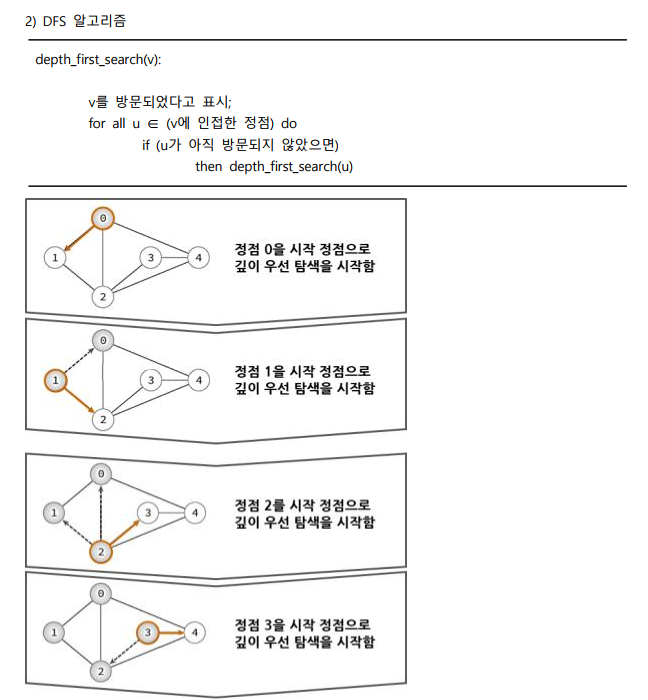 2) DFS 알고리즘
depth_first_search(v):
v를 방문되었다고 표시;
for all u ∈ (v에 인접한 정점) do
if (u가 아직 방문되지 않았으면)
then depth_first_search(u)
0
1
3
4
2
정점 0을 시작 정점으로
깊이 우선 탐색을 시작함
0
1
3
4
2
정점 1을 시작 정점으로
깊이 우선 탐색을 시작함
0
1
3
4
2
정점 2를 시작 정점으로
깊이 우선 탐색을 시작함
0
1
3
4
2
정점 3을 시작 정점으로
깊이 우선 탐색을 시작함